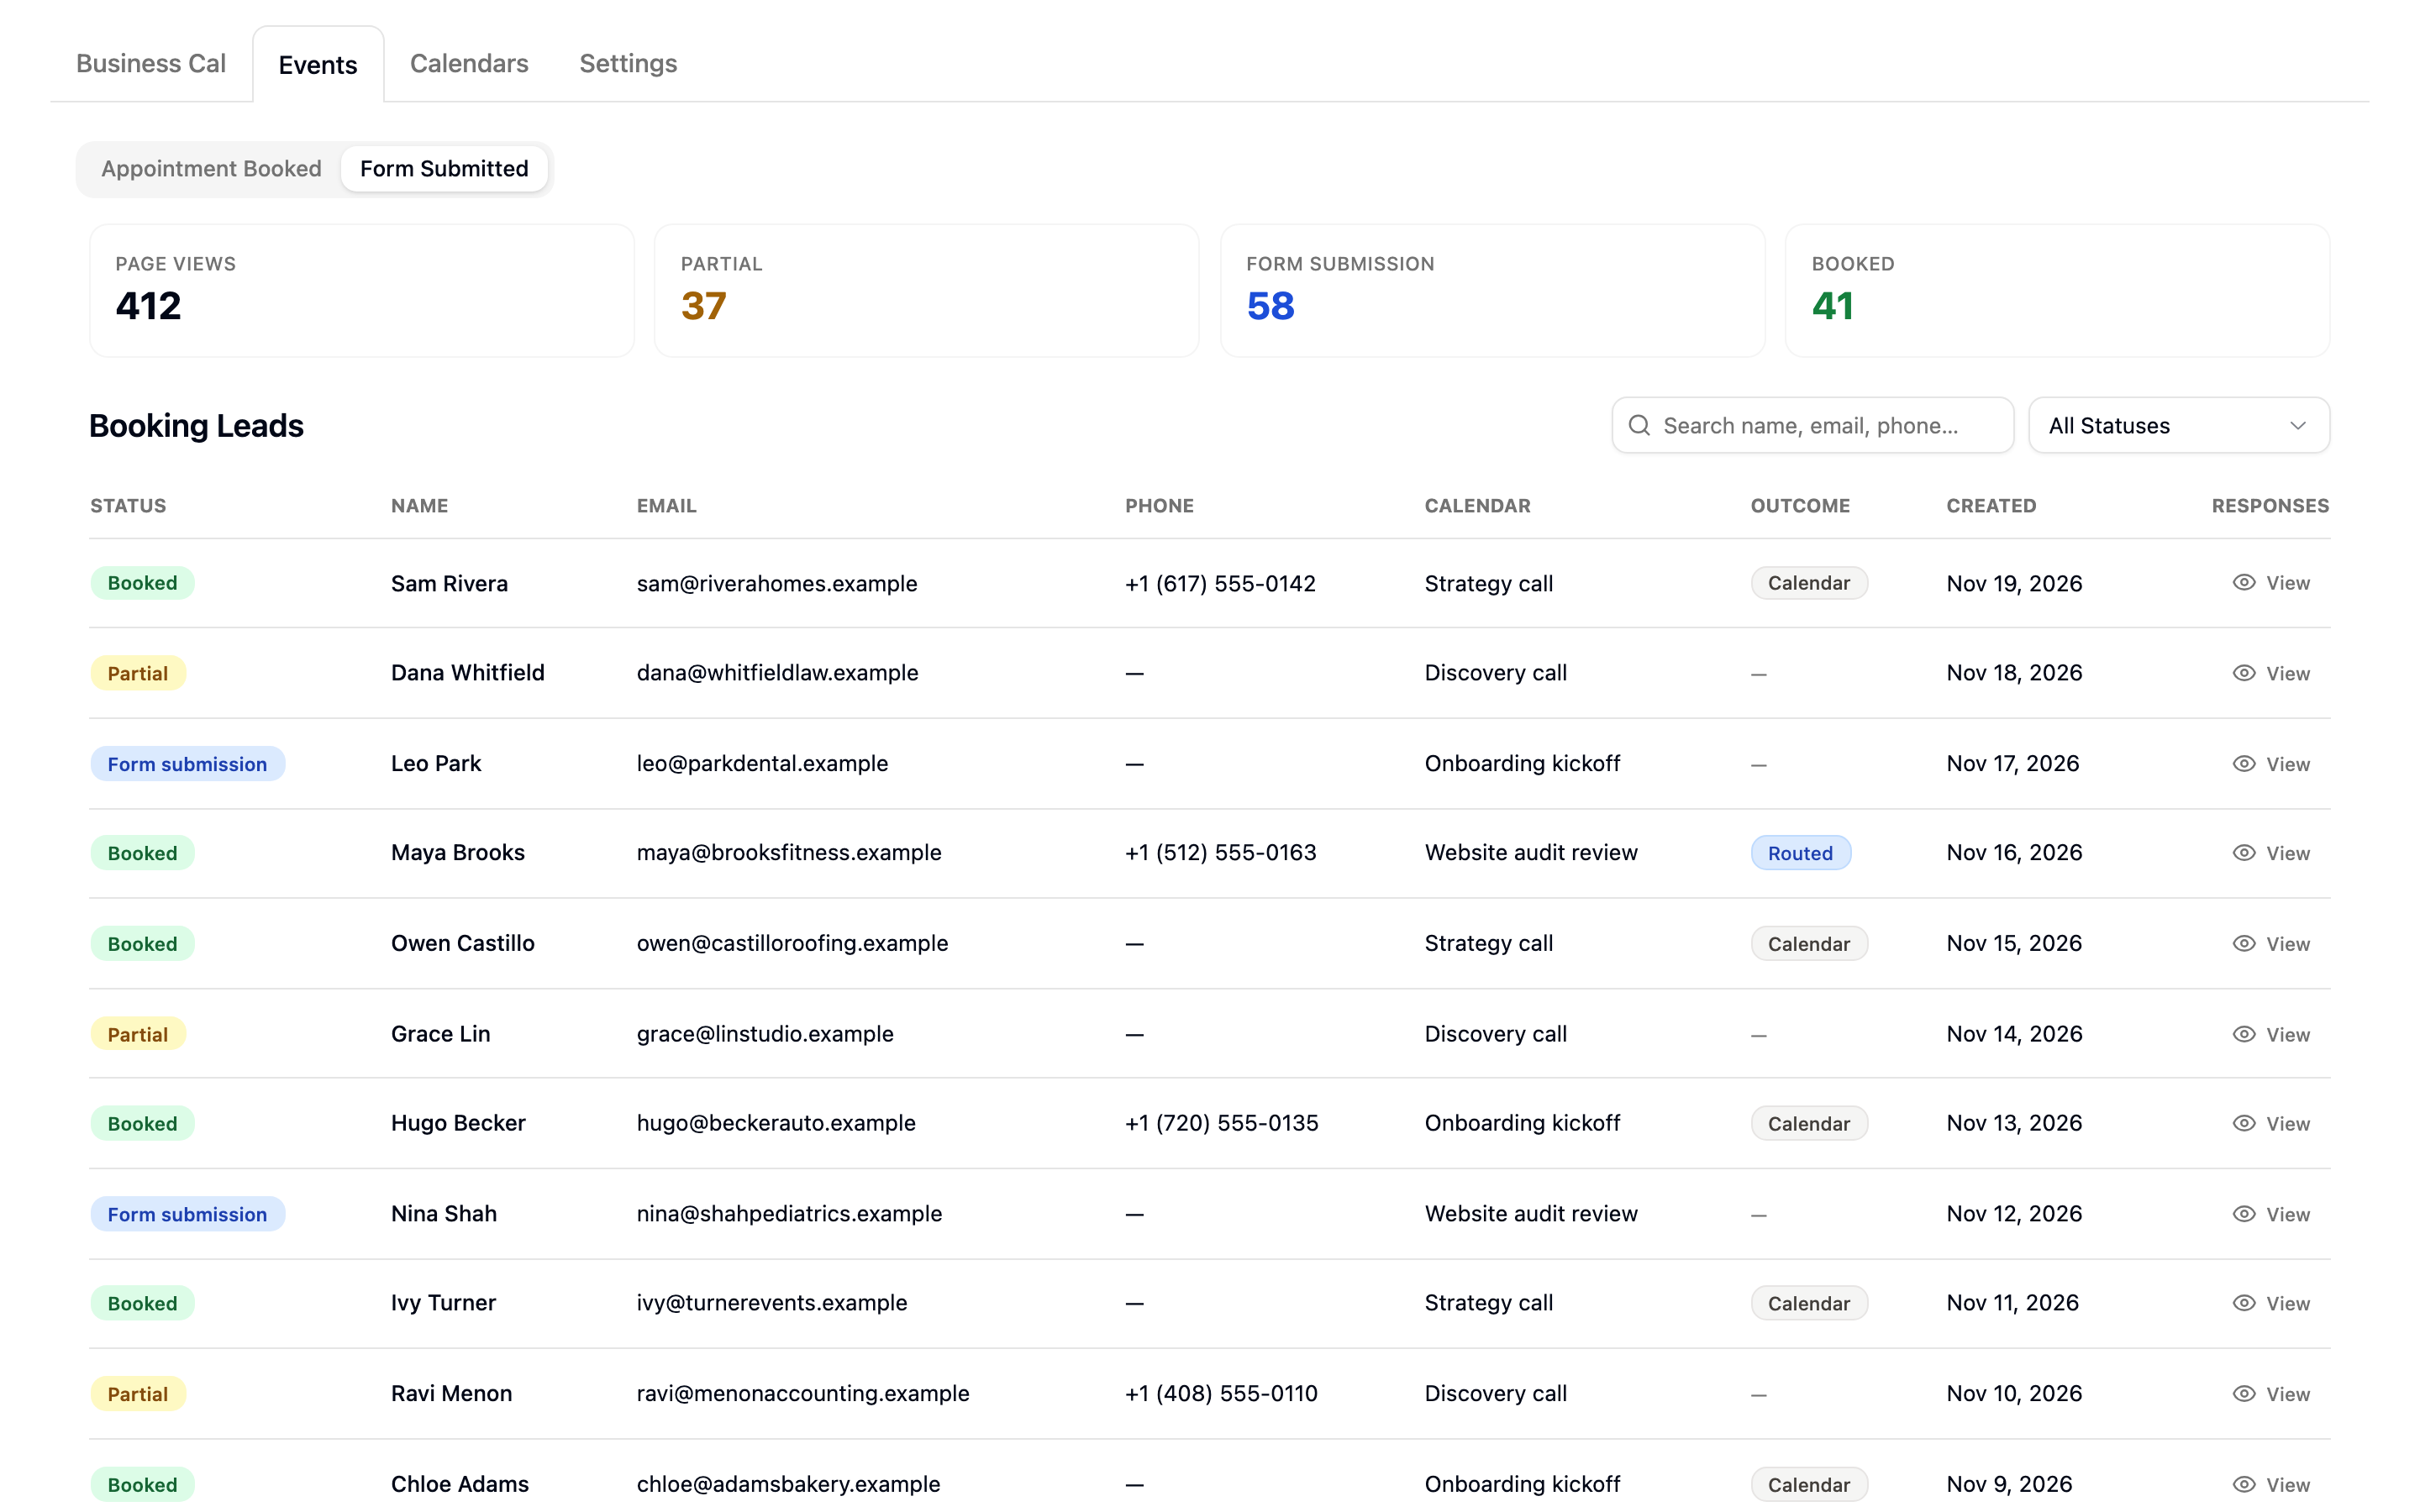 Business Cal Events Calendars Settings
Appointment Booked Form Submitted
PAGE VIEWS PARTIAL FORM SUBMISSION BOOKED
412 37 58 41
Booking Leads Search name, email, phone... All Statuses
STATUS NAME EMAIL PHONE CALENDAR OUTCOME CREATED RESPONSES
Booked Sam Rivera sam@riverahomes.example +1 (617) 555-0142 Strategy call Calendar Nov 19, 2026 View
Partial Dana Whitfield dana@whitfieldlaw.example — Discovery call — Nov 18, 2026 View
Form submission Leo Park leo@parkdental.example — Onboarding kickoff — Nov 17, 2026 View
Booked Maya Brooks maya@brooksfitness.example +1 (512) 555-0163 Website audit review Routed Nov 16, 2026 View
Booked Owen Castillo owen@castilloroofing.example — Strategy call Calendar Nov 15, 2026 View
Partial Grace Lin grace@linstudio.example — Discovery call — Nov 14, 2026 View
Booked Hugo Becker hugo@beckerauto.example +1 (720) 555-0135 Onboarding kickoff Calendar Nov 13, 2026 View
Form submission Nina Shah nina@shahpediatrics.example — Website audit review — Nov 12, 2026 View
Booked Ivy Turner ivy@turnerevents.example — Strategy call Calendar Nov 11, 2026 View
Partial Ravi Menon ravi@menonaccounting.example +1 (408) 555-0110 Discovery call — Nov 10, 2026 View
Booked Chloe Adams chloe@adamsbakery.example — Onboarding kickoff Calendar Nov 9, 2026 View